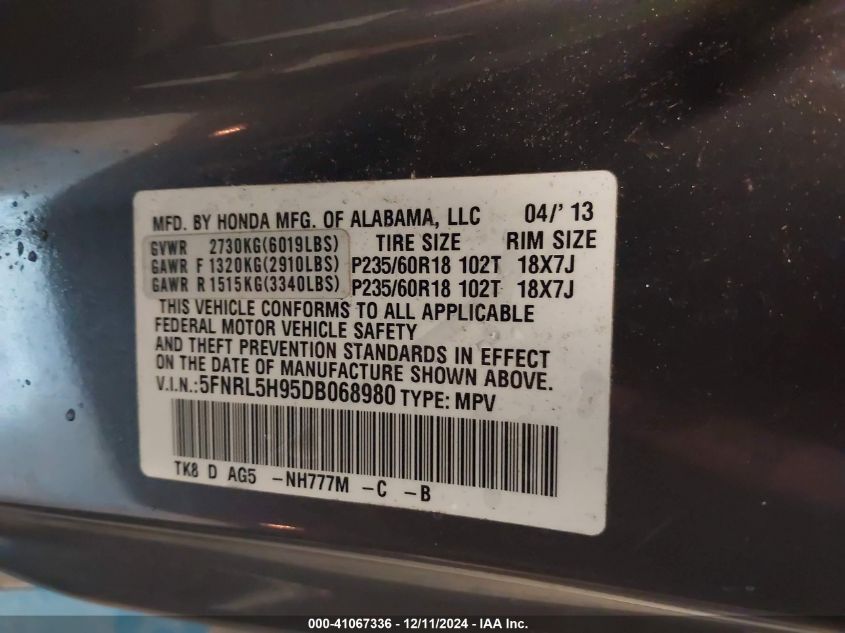 MFD. BY HONDA MFG. OF ALABAMA, LLC 04/' 13
GVWR 2730KG(6019LBS) TIRE SIZE RIM SIZE
GAWR F 1320KG(2910LBS) P235/60R18 102T 18X7J
GAWR R 1515KG(3340LBS) P235/60R18 102T 18X7J
THIS VEHICLE CONFORMS TO ALL APPLICABLE
FEDERAL MOTOR VEHICLE SAFETY
AND THEFT PREVENTION STANDARDS IN EFFECT
ON THE DATE OF MANUFACTURE SHOWN ABOVE.
V.I.N.:5FNRL5H95DB068980 TYPE: MPV
TK8 D AG5 -NH777M -C -B
000-41067336 - 12/11/2024 - IAA Inc.